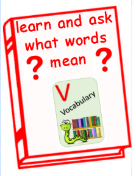 learn and ask
what words
? mean ?
V
Vocabulary